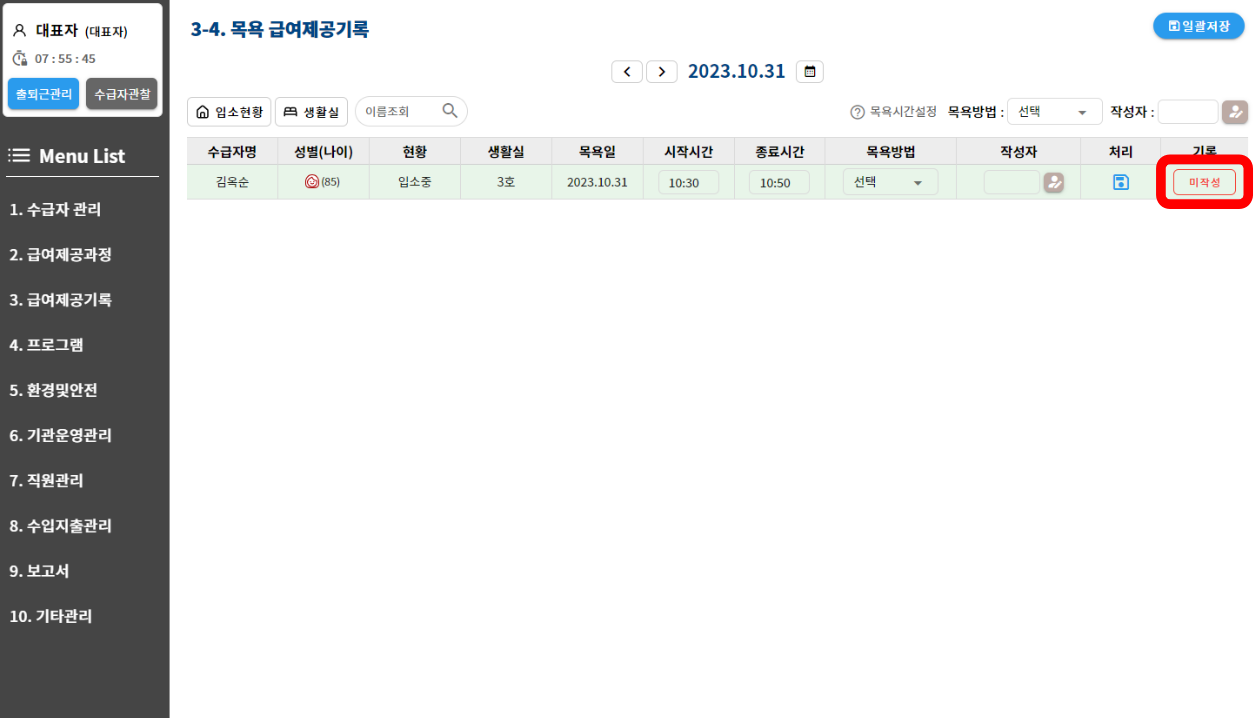 대표자 (대표자)
07 : 55 : 45
출퇴근관리 수급자관찰
Menu List
1. 수급자 관리
2. 급여제공과정
3. 급여제공기록
4. 프로그램
5. 환경및안전
6. 기관운영관리
7. 직원관리
8. 수입지출관리
9. 보고서
10. 기타관리
3-4. 목욕 급여제공기록
일괄저장
2023.10.31
입소현황 생활실 이름조회 목욕시간설정 목욕방법 : 선택 작성자 :
수급자명 성별(나이) 현황 생활실 목욕일 시작시간 종료시간 목욕방법 작성자 처리 기록
김옥순 (85) 입소중 3호 2023.10.31 10:30 10:50 선택 미작성